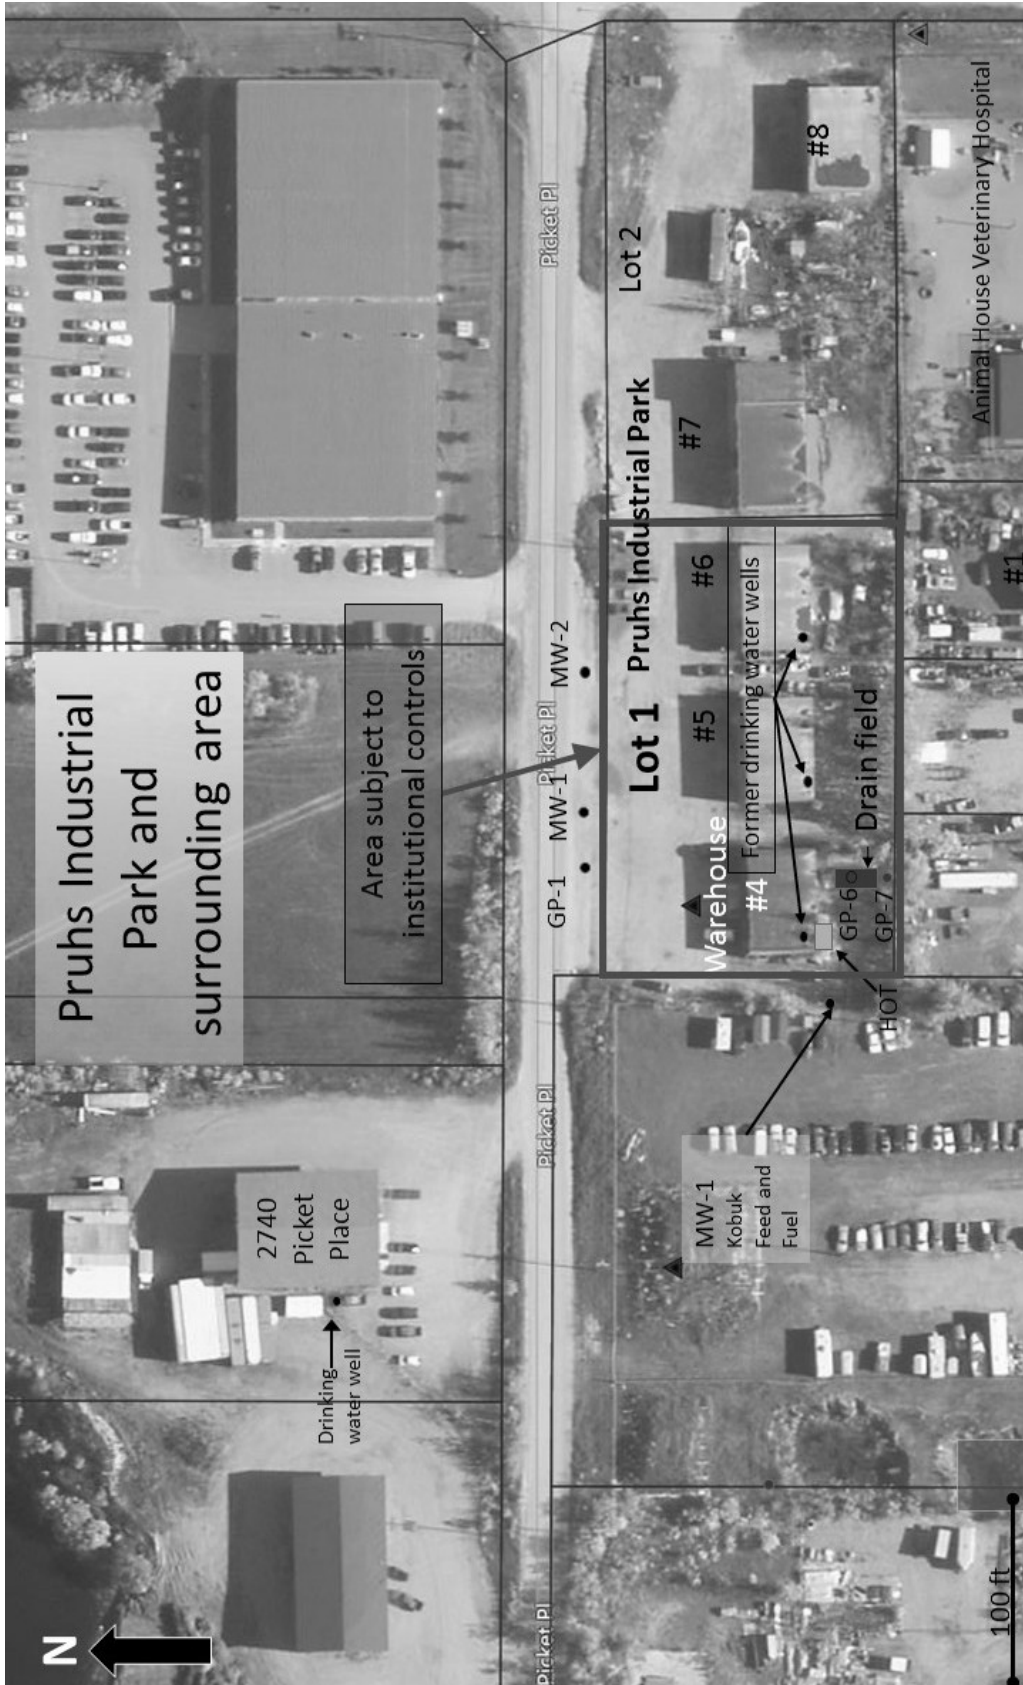 Pruhs Industrial
Park and
surrounding area
N
Area subject to
institutional controls
2740
Picket
Place
Drinking
water well
Picket Pl
Picket Pl
Picket Pl
Picket Pl
GP-1
MW-1
MW-2
Lot 1
Pruhs Industrial Park
Lot 2
Warehouse
#4
#5
#6
#7
#8
Former drinking water wells
GP-6
GP-7
Drain field
HOT
MW-1
Kobuk
Feed and
Fuel
Animal House Veterinary Hospital
#1
100 ft